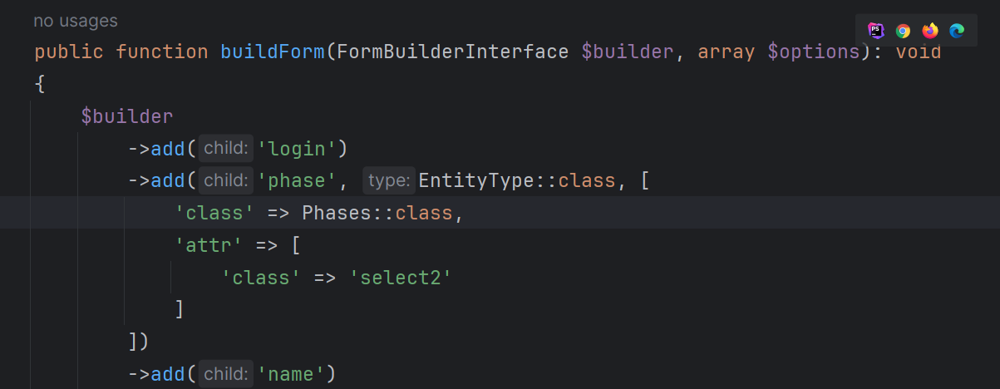 no usages
public function buildForm(FormBuilderInterface $builder, array $options): void
{
    $builder
        ->add( child: 'login')
        ->add( child: 'phase', type: EntityType::class, [
            'class' => Phases::class,
            'attr' => [
                'class' => 'select2'
            ]
        ])
        ->add( child: 'name')